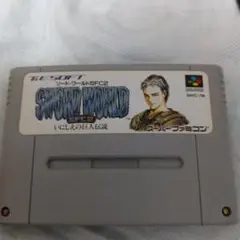 T&E SOFT
ソード・ワールドSFC2
SWORD WORLD
いにしえの巨人伝説
スーパーファミコン